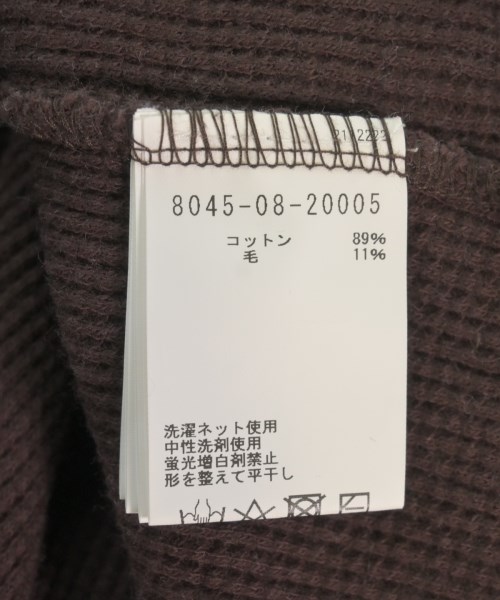 8045-08-20005
コットン 89%
毛 11%
洗濯ネット使用
中性洗剤使用
蛍光増白剤禁止
形を整えて平干し